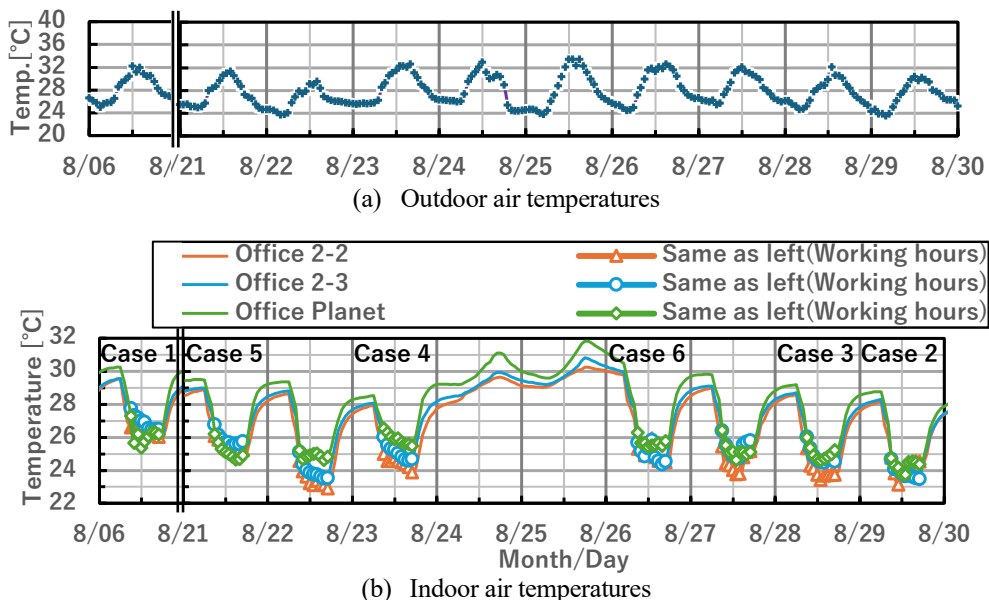 Temp.[°C]
40
36
32
28
24
20
8/06 8/21 8/22 8/23 8/24 8/25 8/26 8/27 8/28 8/29 8/30
(a) Outdoor air temperatures
Office 2-2 Same as left(Working hours)
Office 2-3 Same as left(Working hours)
Office Planet Same as left(Working hours)
Temperature [°C]
32
30
28
26
24
22
Case 1 Case 5 Case 4 Case 6 Case 3 Case 2
8/06 8/21 8/22 8/23 8/24 8/25 8/26 8/27 8/28 8/29 8/30
Month/Day
(b) Indoor air temperatures